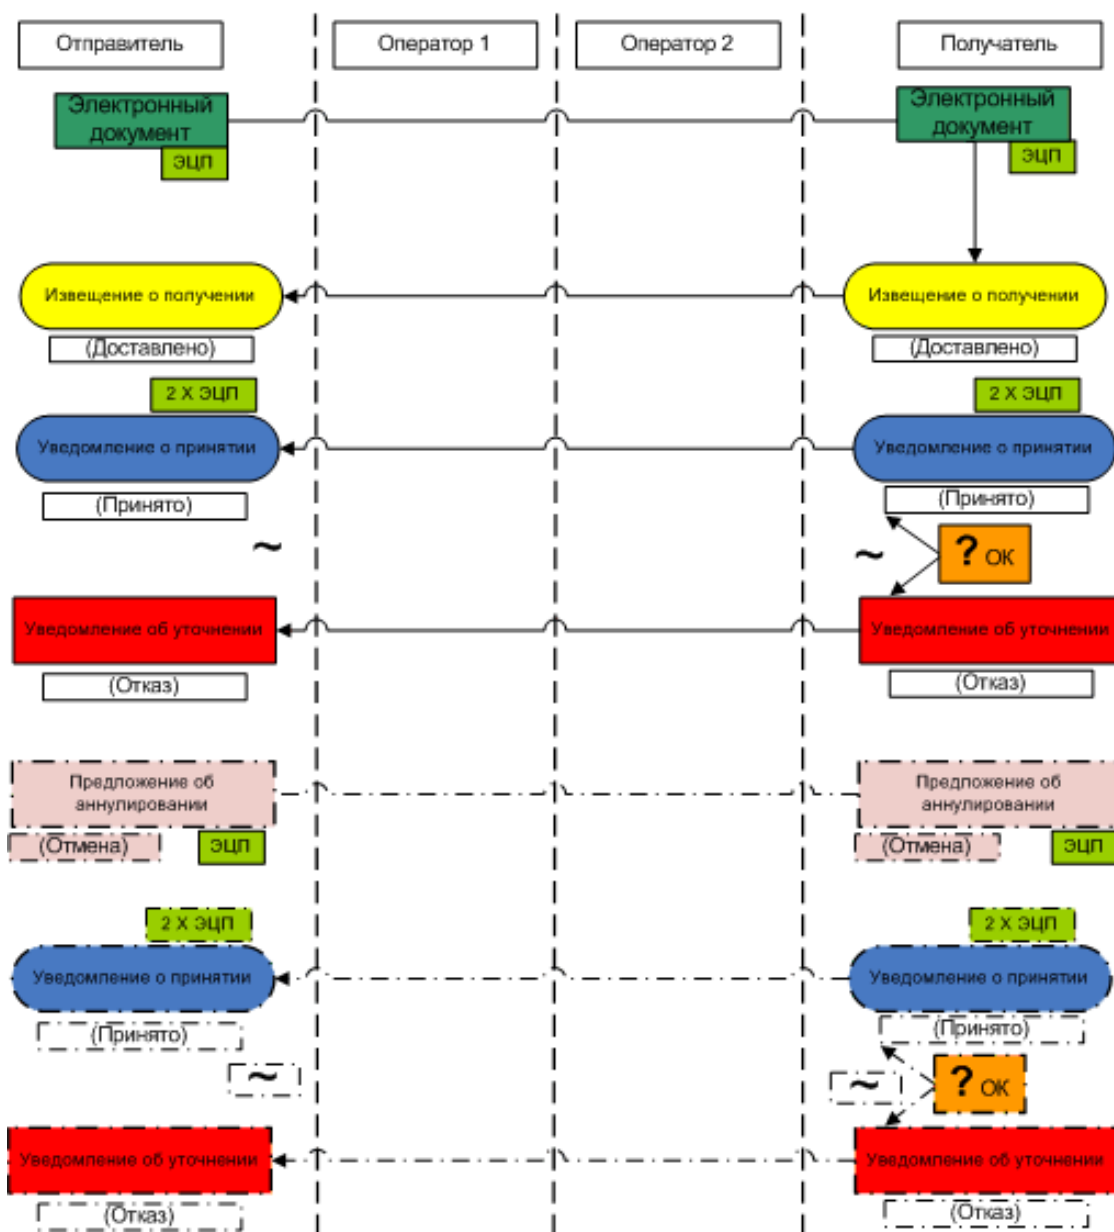 Отправитель
Оператор 1
Оператор 2
Получатель
Электронный
документ
ЭЦП
Электронный
документ
ЭЦП
Извещение о получении
Извещение о получении
(Доставлено)
(Доставлено)
2 X ЭЦП
2 X ЭЦП
Уведомление о принятии
Уведомление о принятии
(Принято)
(Принято)
~
~
? ОК
Уведомление об уточнении
Уведомление об уточнении
(Отказ)
(Отказ)
Предложение об
аннулировании
Предложение об
аннулировании
(Отмена)
ЭЦП
(Отмена)
ЭЦП
2 X ЭЦП
2 X ЭЦП
Уведомление о принятии
Уведомление о принятии
(Принято)
(Принято)
~
~
? ОК
Уведомление об уточнении
Уведомление об уточнении
(Отказ)
(Отказ)